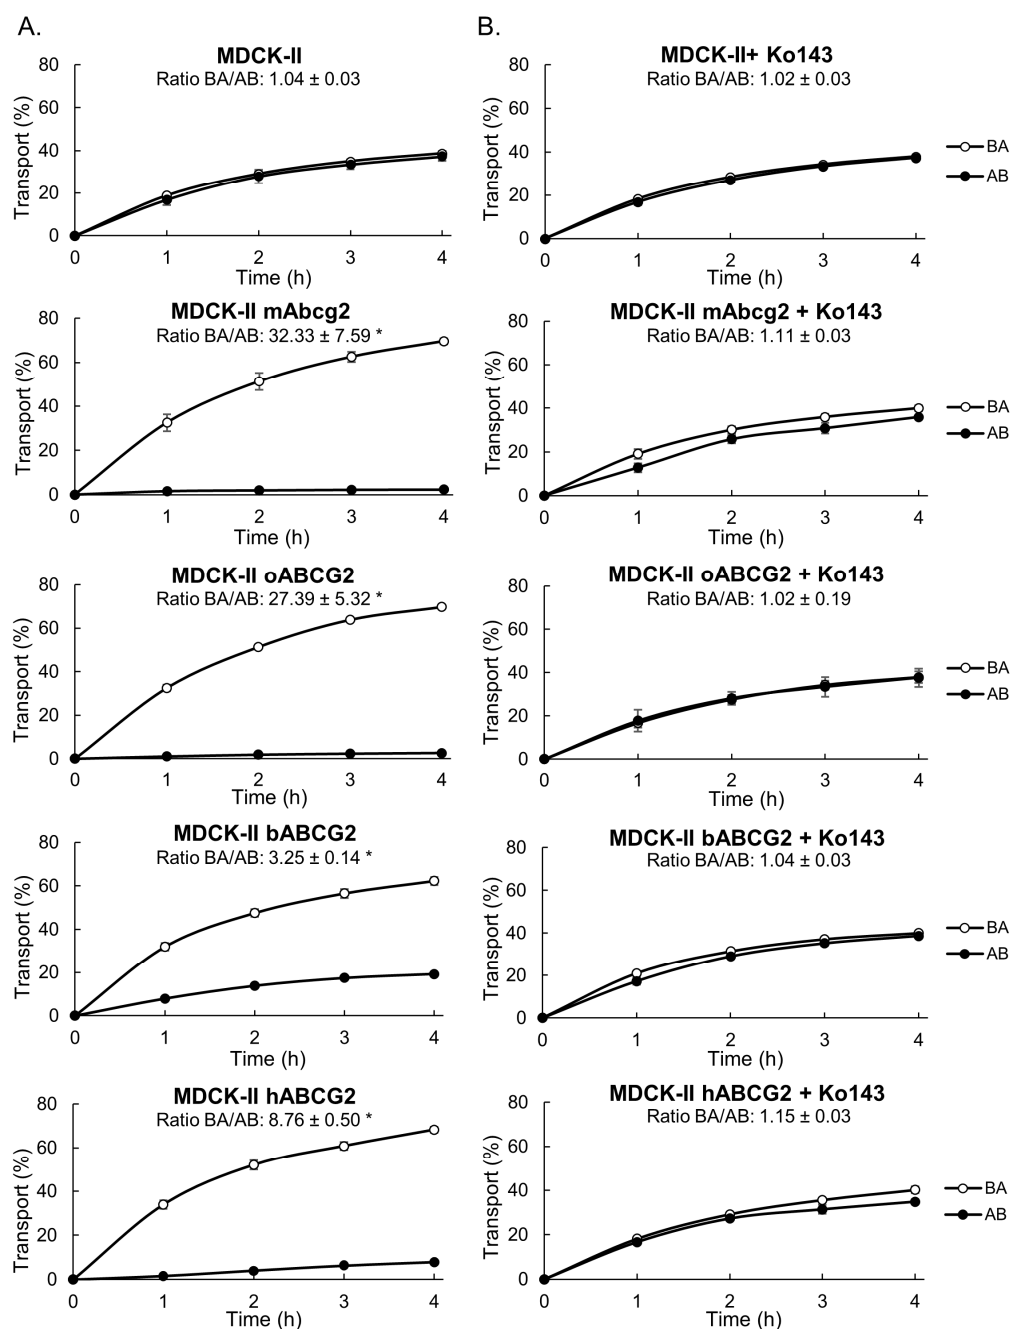 A.
B.
MDCK-II
Ratio BA/AB: 1.04 ± 0.03
Transport (%)
80
60
40
20
0
0 1 2 3 4
Time (h)
MDCK-II+ Ko143
Ratio BA/AB: 1.02 ± 0.03
Transport (%)
80
60
40
20
0
0 1 2 3 4
Time (h)
BA
AB
MDCK-II mAbcg2
Ratio BA/AB: 32.33 ± 7.59 *
Transport (%)
80
60
40
20
0
0 1 2 3 4
Time (h)
MDCK-II mAbcg2 + Ko143
Ratio BA/AB: 1.11 ± 0.03
Transport (%)
80
60
40
20
0
0 1 2 3 4
Time (h)
BA
AB
MDCK-II oABCG2
Ratio BA/AB: 27.39 ± 5.32 *
Transport (%)
80
60
40
20
0
0 1 2 3 4
Time (h)
MDCK-II oABCG2 + Ko143
Ratio BA/AB: 1.02 ± 0.19
Transport (%)
80
60
40
20
0
0 1 2 3 4
Time (h)
BA
AB
MDCK-II bABCG2
Ratio BA/AB: 3.25 ± 0.14 *
Transport (%)
80
60
40
20
0
0 1 2 3 4
Time (h)
MDCK-II bABCG2 + Ko143
Ratio BA/AB: 1.04 ± 0.03
Transport (%)
80
60
40
20
0
0 1 2 3 4
Time (h)
BA
AB
MDCK-II hABCG2
Ratio BA/AB: 8.76 ± 0.50 *
Transport (%)
80
60
40
20
0
0 1 2 3 4
Time (h)
MDCK-II hABCG2 + Ko143
Ratio BA/AB: 1.15 ± 0.03
Transport (%)
80
60
40
20
0
0 1 2 3 4
Time (h)
BA
AB